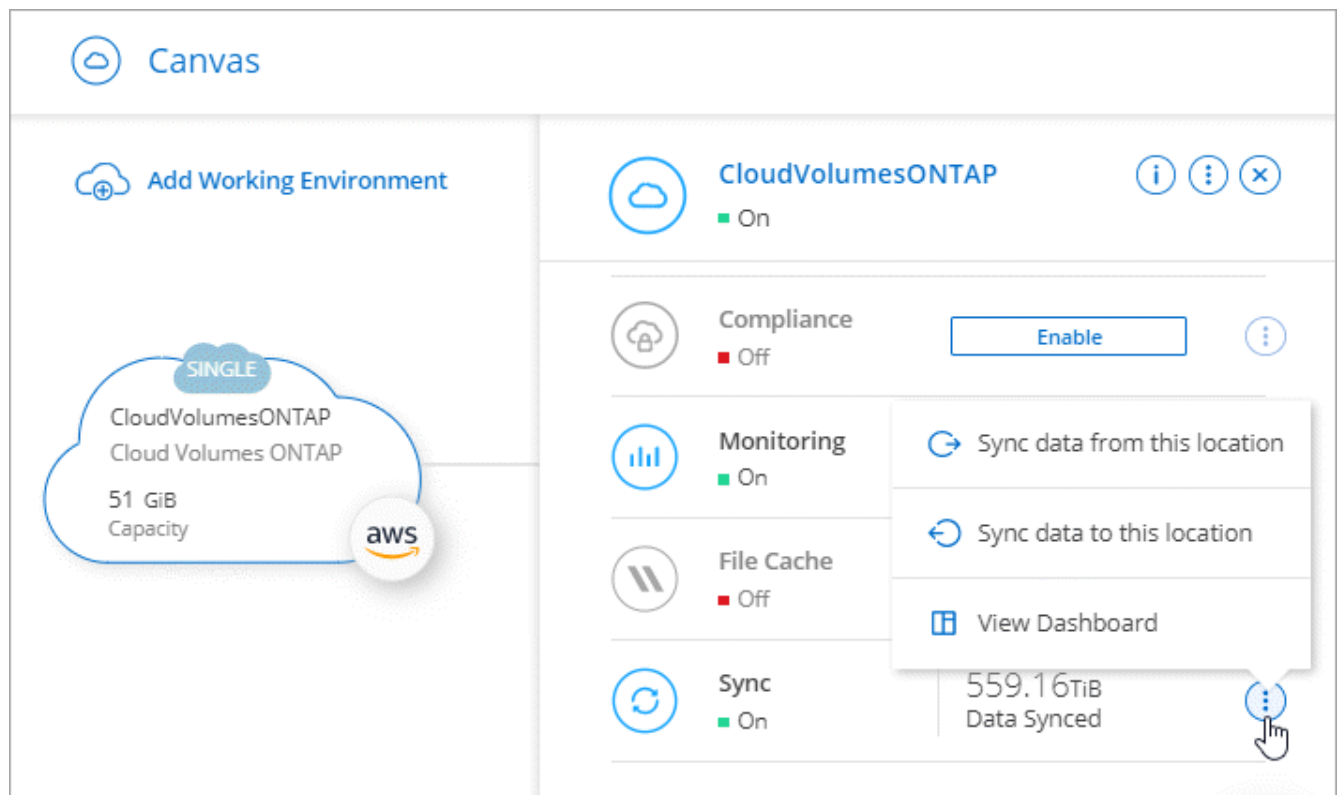 Canvas
Add Working Environment
SINGLE
CloudVolumesONTAP
Cloud Volumes ONTAP
51 GiB
Capacity
aws
CloudVolumesONTAP
On
Compliance
Off
Enable
Monitoring
On
File Cache
Off
Sync
On
Sync data from this location
Sync data to this location
View Dashboard
559.16TiB
Data Synced